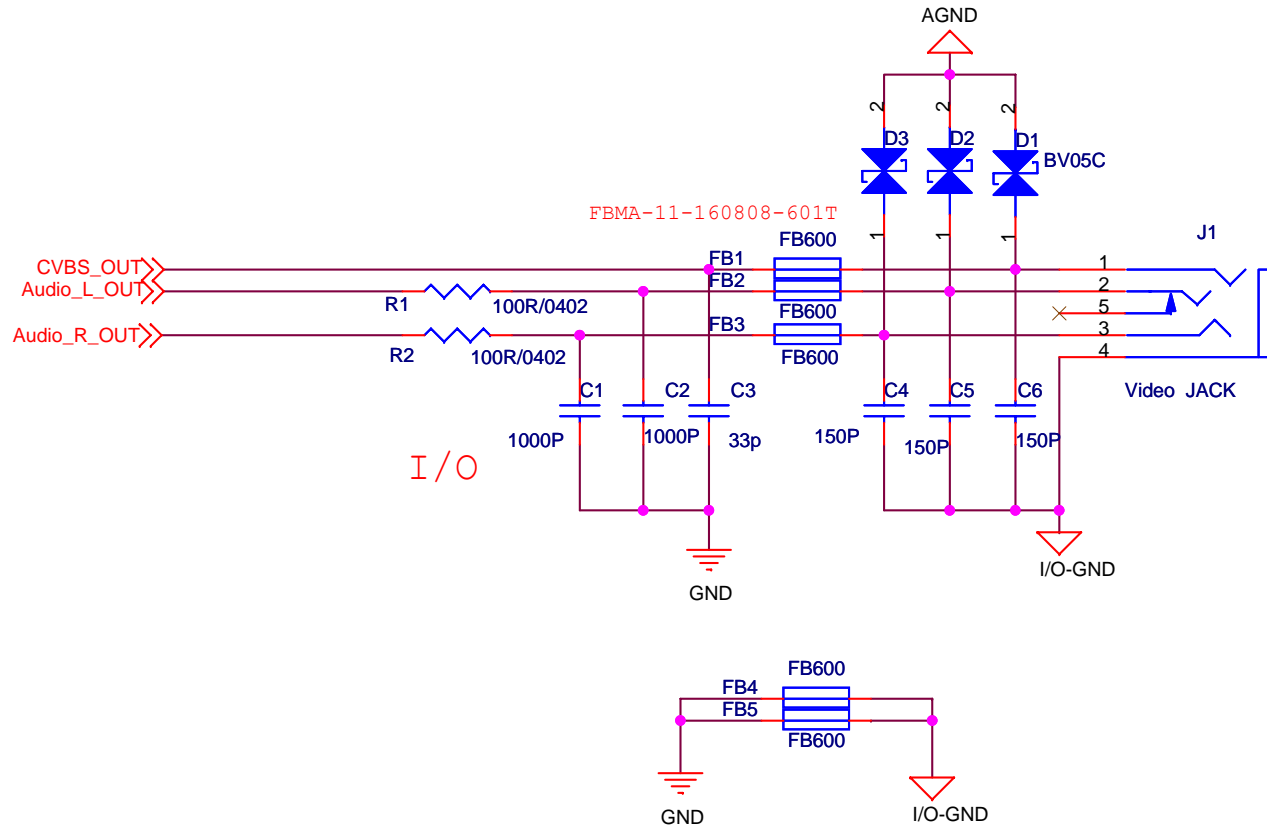 AGND
2
2
2
D3
D2
D1
BV05C
FBMA-11-160808-601T
1
1
1
J1
FB600
CVBS_OUT
FB1
1
Audio_L_OUT
FB2
2
R1
100R/0402
FB600
5
Audio_R_OUT
FB3
3
R2
100R/0402
FB600
4
C1
C2
C3
C4
C5
C6
Video JACK
1000P
1000P
33p
150P
150P
150P
I/O
GND
I/O-GND
FB600
FB4
FB5
FB600
GND
I/O-GND